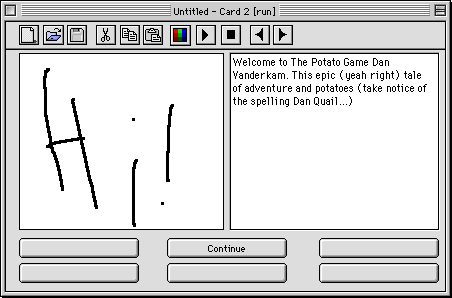 Untitled - Card 2 [run]
Hi!
Welcome to The Potato Game Dan
Vanderkam. This epic (yeah right) tale
of adventure and potatoes (take notice of
the spelling Dan Quail...)
Continue